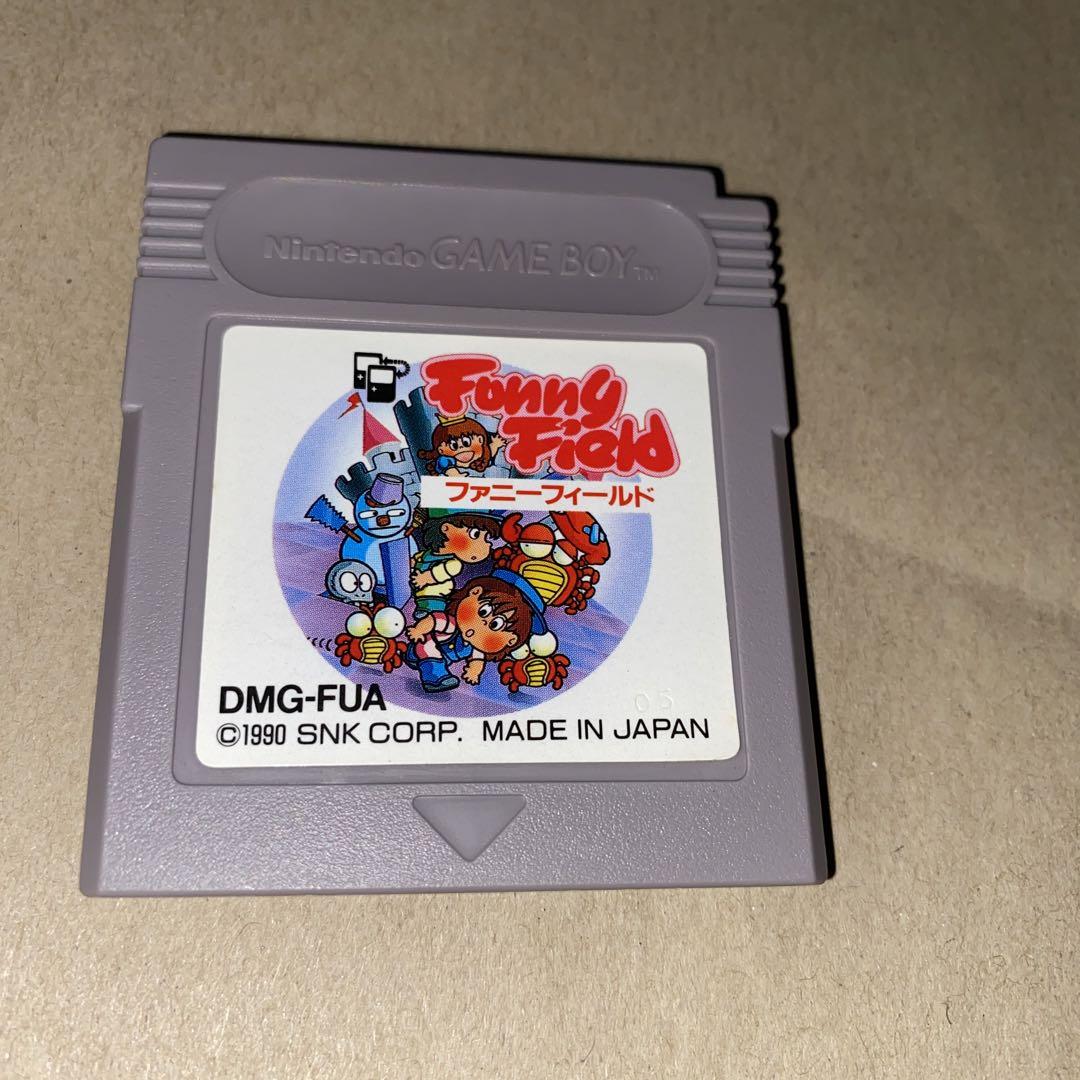 Nintendo GAME BOY™
Funny
Field
ファニーフィールド
DMG-FUA
05
©1990 SNK CORP. MADE IN JAPAN